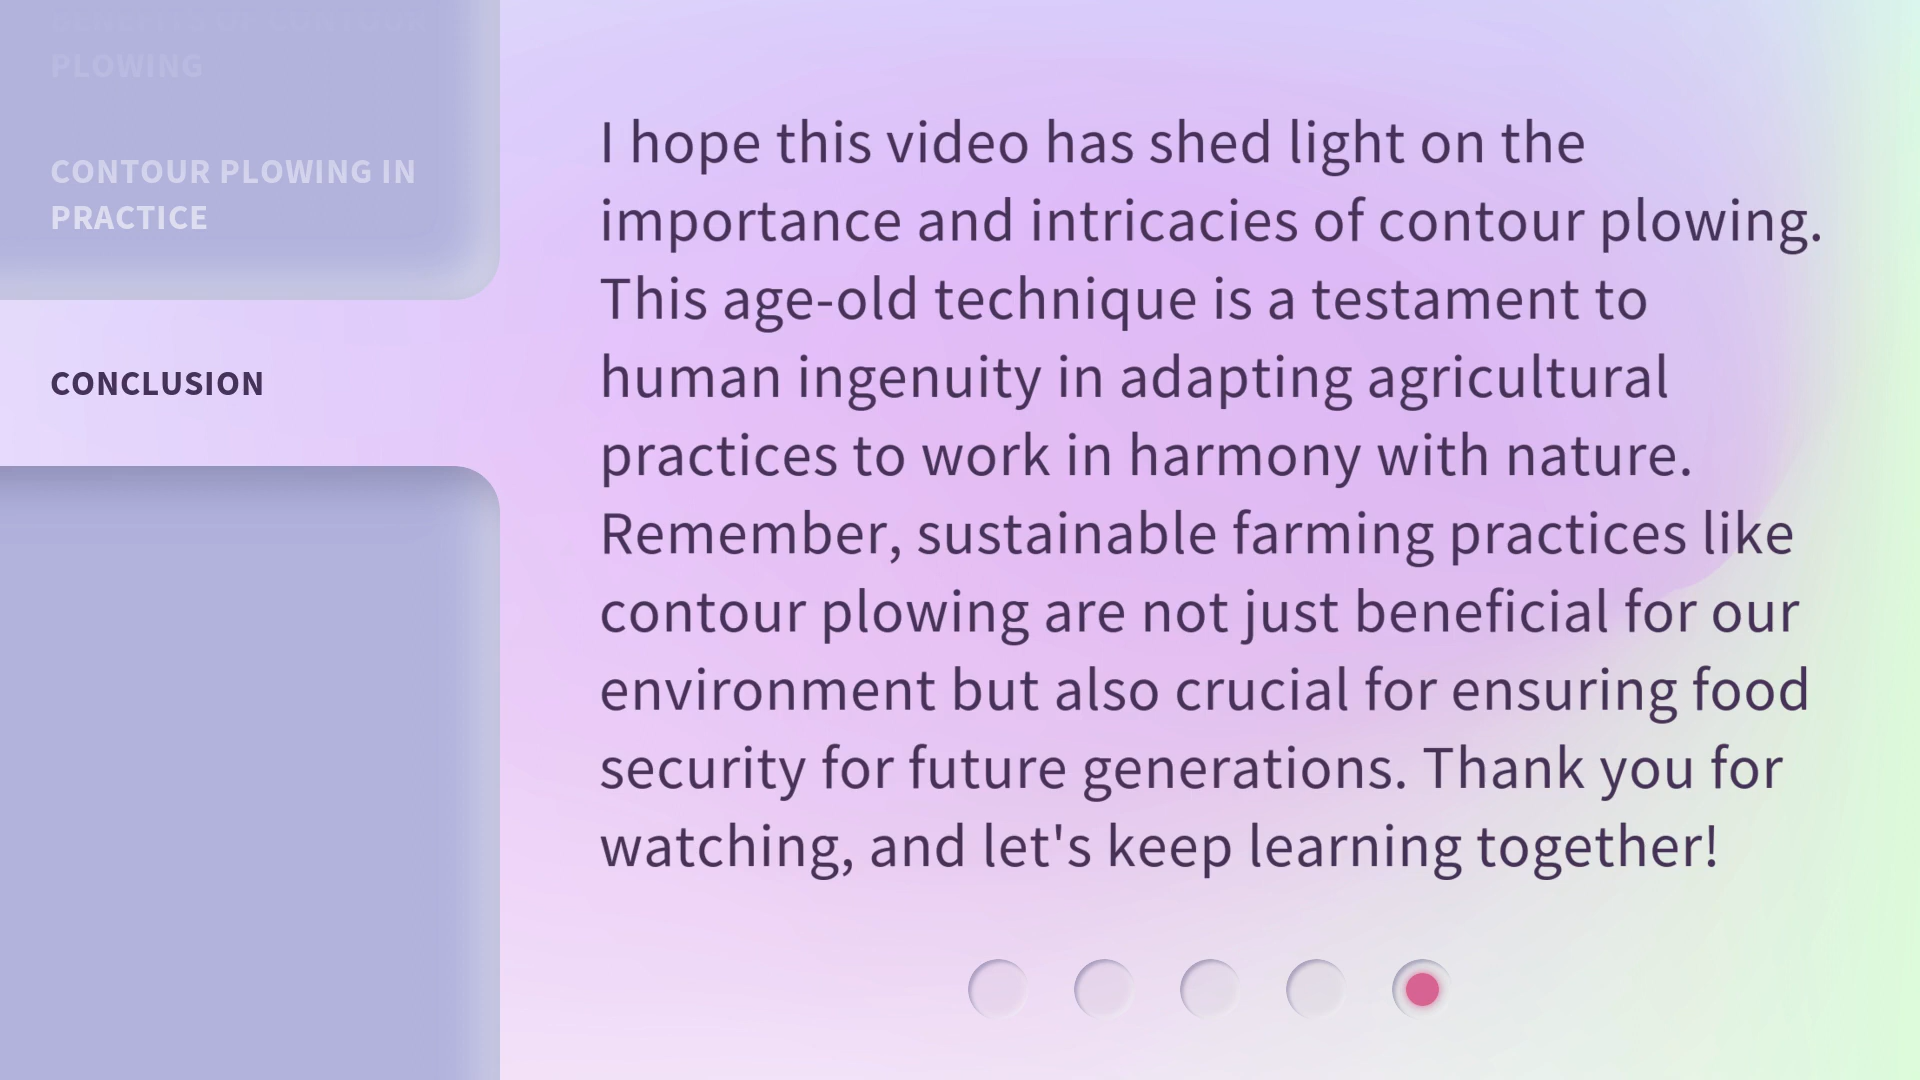 BENEFITS OF CONTOUR
PLOWING
CONTOUR PLOWING IN
PRACTICE
CONCLUSION
I hope this video has shed light on the
importance and intricacies of contour plowing.
This age-old technique is a testament to
human ingenuity in adapting agricultural
practices to work in harmony with nature.
Remember, sustainable farming practices like
contour plowing are not just beneficial for our
environment but also crucial for ensuring food
security for future generations. Thank you for
watching, and let's keep learning together!